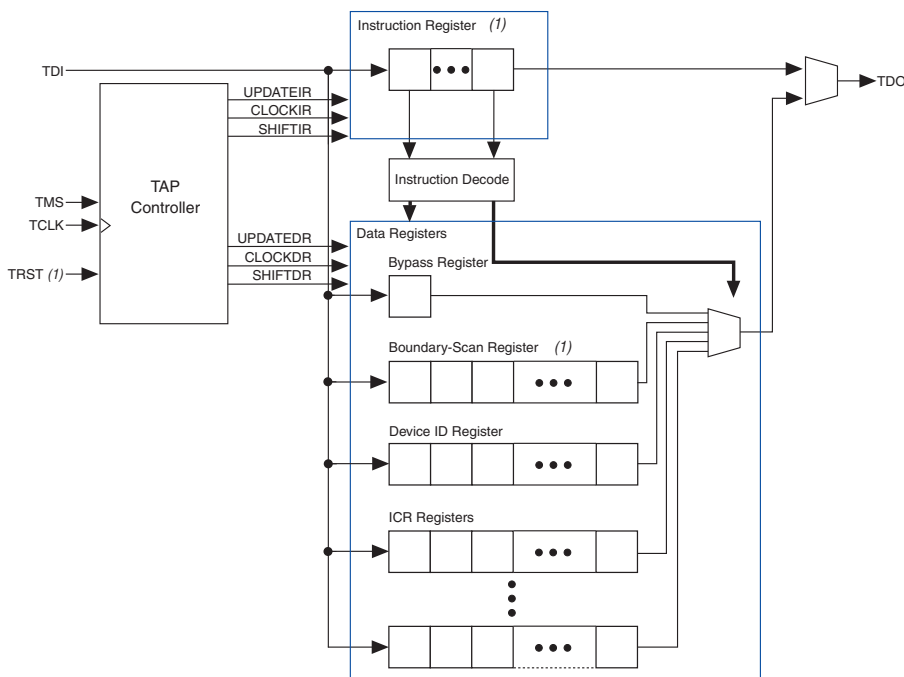 Instruction Register (1)
TDI
TDO
UPDATEIR
CLOCKIR
SHIFTIR
TAP
Controller
Instruction Decode
TMS
TCLK
TRST (1)
Data Registers
UPDATEDR
CLOCKDR
SHIFTDR
Bypass Register
Boundary-Scan Register (1)
Device ID Register
ICR Registers